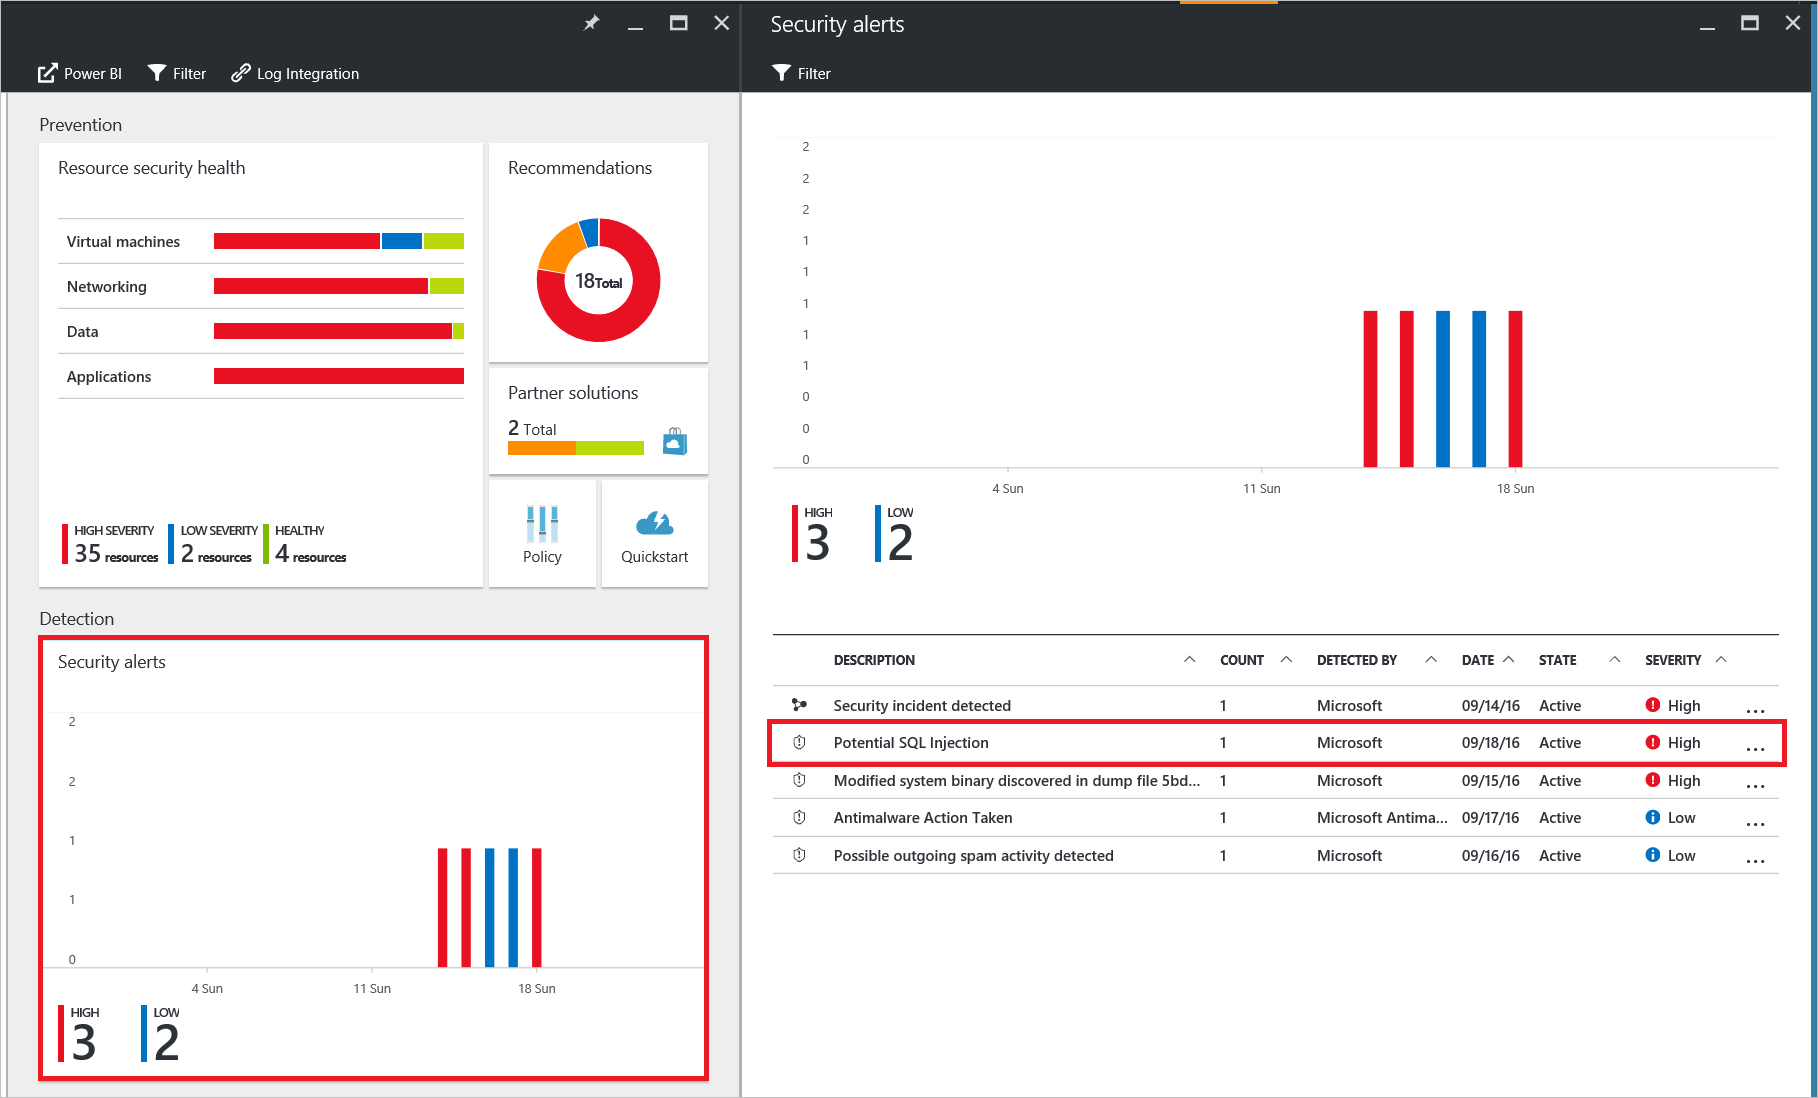 Power BI
Filter
Log Integration
Prevention
Resource security health
Virtual machines
Networking
Data
Applications
HIGH SEVERITY
35 resources
LOW SEVERITY
2 resources
HEALTHY
4 resources
Recommendations
18Total
Partner solutions
2 Total
Policy
Quickstart
Detection
Security alerts
2
2
1
1
0
4 Sun
11 Sun
18 Sun
HIGH
3
LOW
2
Security alerts
Filter
2
2
2
1
1
1
1
1
0
0
0
4 Sun
11 Sun
18 Sun
HIGH
3
LOW
2
DESCRIPTION COUNT DETECTED BY DATE STATE SEVERITY
Security incident detected 1 Microsoft 09/14/16 Active High ...
Potential SQL Injection 1 Microsoft 09/18/16 Active High ...
Modified system binary discovered in dump file 5bd... 1 Microsoft 09/15/16 Active High ...
Antimalware Action Taken 1 Microsoft Antima... 09/17/16 Active Low ...
Possible outgoing spam activity detected 1 Microsoft 09/16/16 Active Low ...